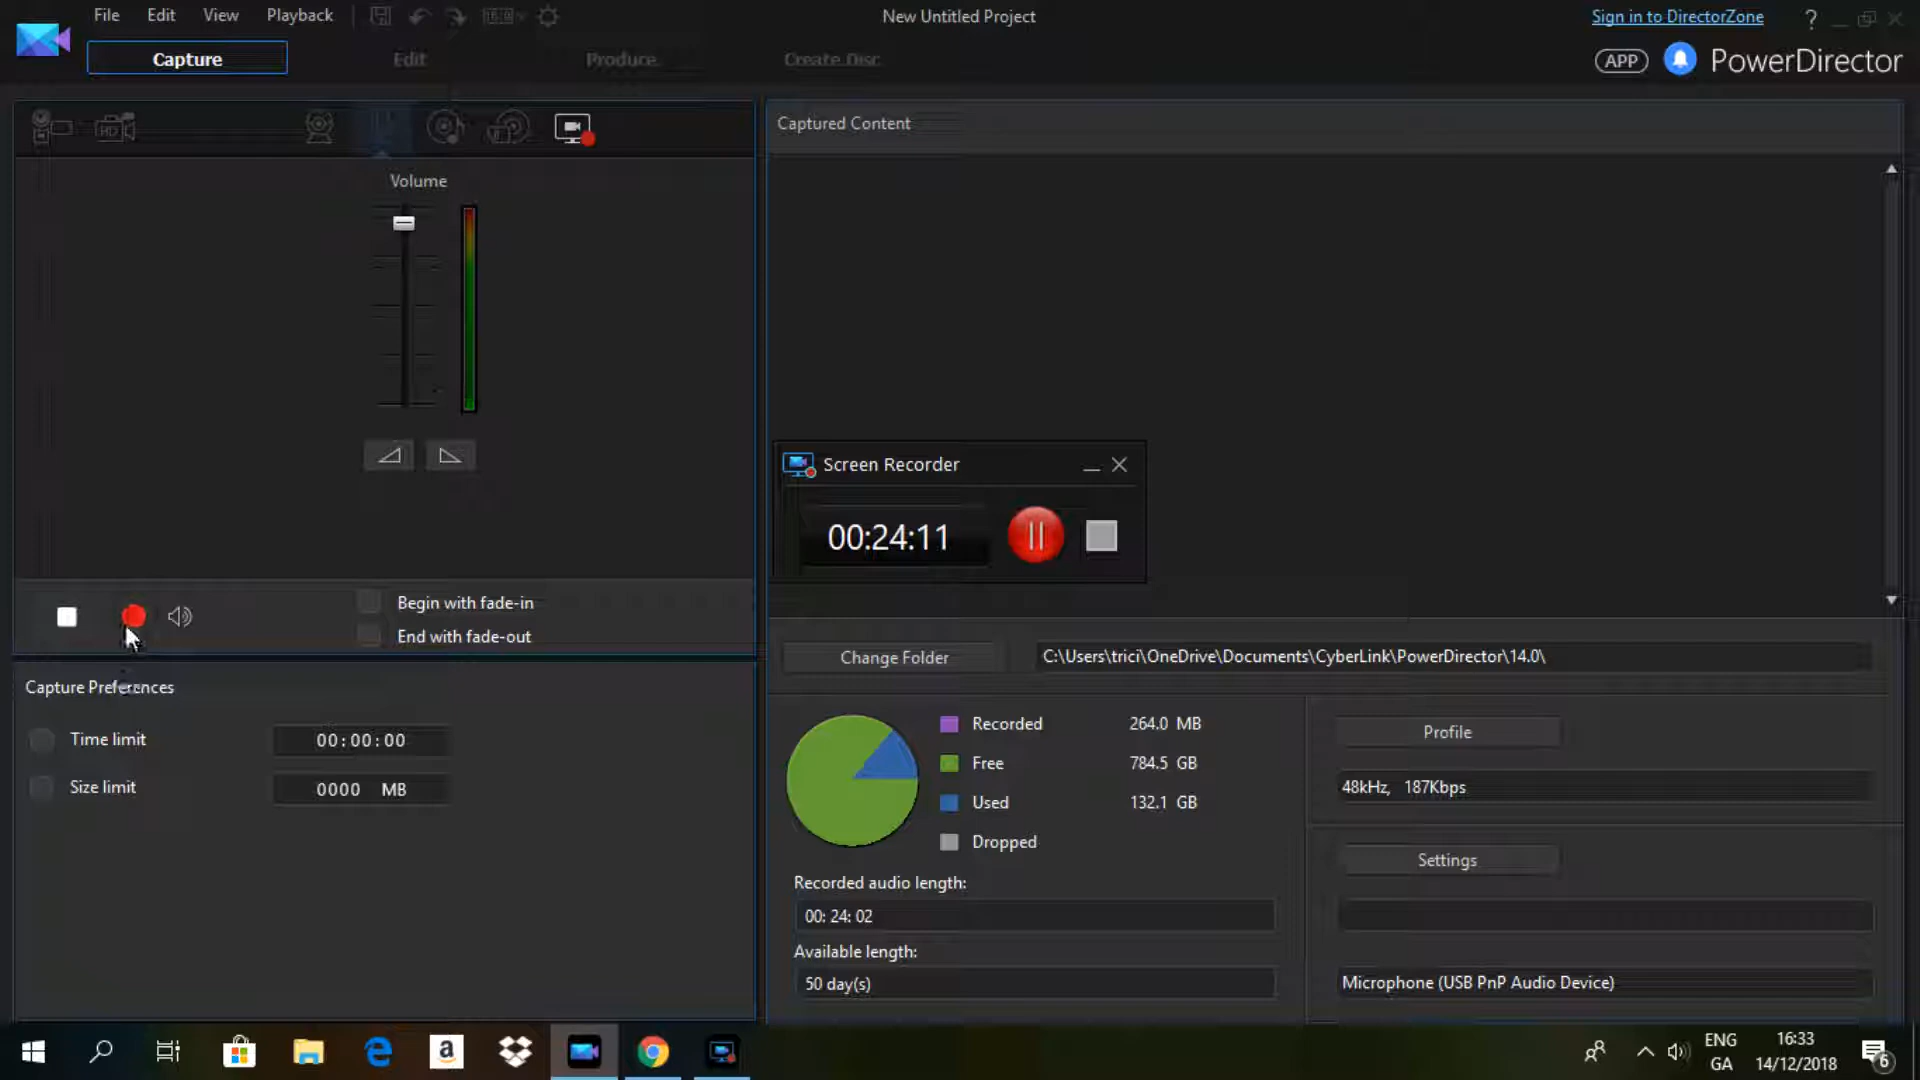 File Edit View Playback
New Untitled Project
Sign in to DirectorZone
?
Capture
Edit
Produce
Create Disc
APP
PowerDirector
HD
Captured Content
Volume
Screen Recorder
00:24:11
Begin with fade-in
End with fade-out
Change Folder
C:\Users\trici\OneDrive\Documents\CyberLink\PowerDirector\14.0\
Capture Preferences
Time limit
00:00:00
Size limit
0000 MB
Recorded 264.0 MB
Free 784.5 GB
Used 132.1 GB
Dropped
Recorded audio length:
00: 24: 02
Available length:
50 day(s)
Profile
48kHz, 187Kbps
Settings
Microphone (USB PnP Audio Device)
a
ENG
GA
16:33
14/12/2018
6